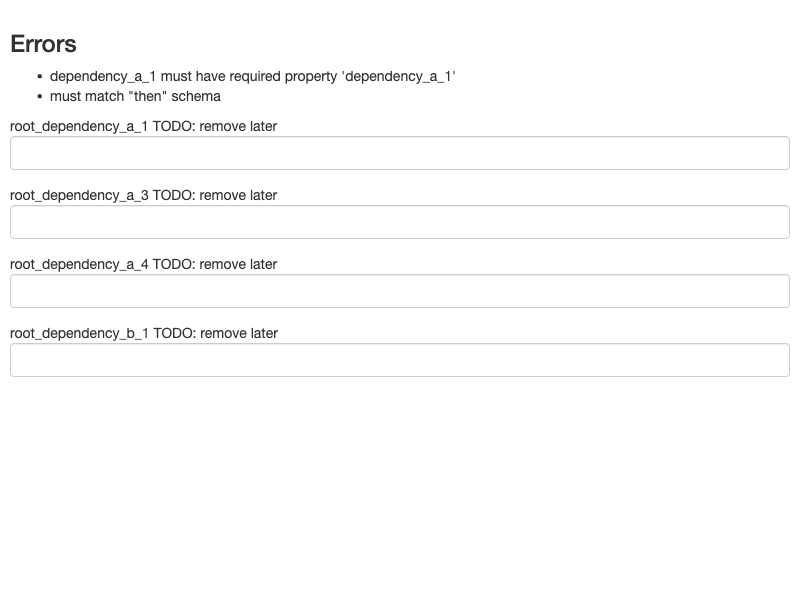 Errors
dependency_a_1 must have required property 'dependency_a_1'
must match "then" schema
root_dependency_a_1 TODO: remove later
root_dependency_a_3 TODO: remove later
root_dependency_a_4 TODO: remove later
root_dependency_b_1 TODO: remove later